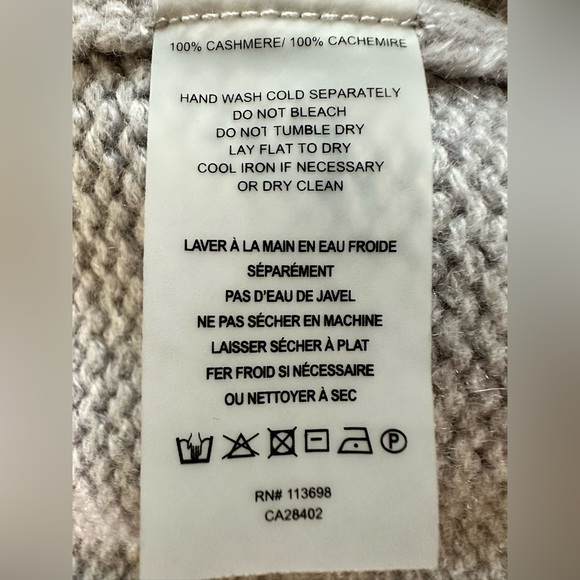 100% CASHMERE/ 100% CACHEMIRE
HAND WASH COLD SEPARATELY
DO NOT BLEACH
DO NOT TUMBLE DRY
LAY FLAT TO DRY
COOL IRON IF NECESSARY
OR DRY CLEAN
LAVER À LA MAIN EN EAU FROIDE
SÉPARÉMENT
PAS D'EAU DE JAVEL
NE PAS SÉCHER EN MACHINE
LAISSER SÉCHER À PLAT
FER FROID SI NÉCESSAIRE
OU NETTOYER À SEC
P
RN# 113698
CA28402